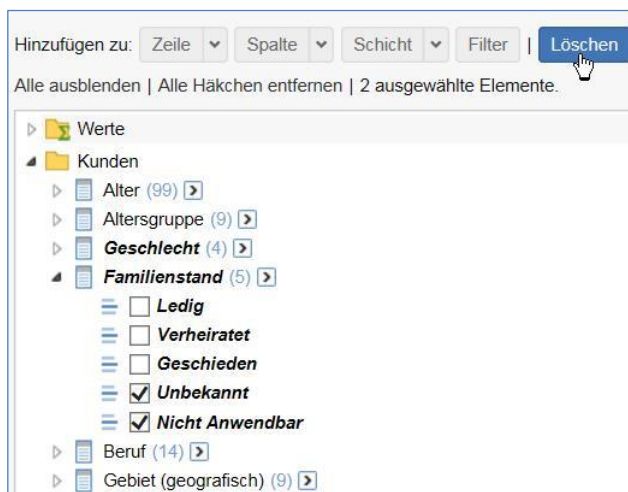 Hinzufügen zu: Zeile Spalte Schicht Filter | Löschen
Alle ausblenden | Alle Häkchen entfernen | 2 ausgewählte Elemente.
Werte
Kunden
Alter (99)
Altersgruppe (9)
Geschlecht (4)
Familienstand (5)
Ledig
Verheiratet
Geschieden
Unbekannt
Nicht Anwendbar
Beruf (14)
Gebiet (geografisch) (9)